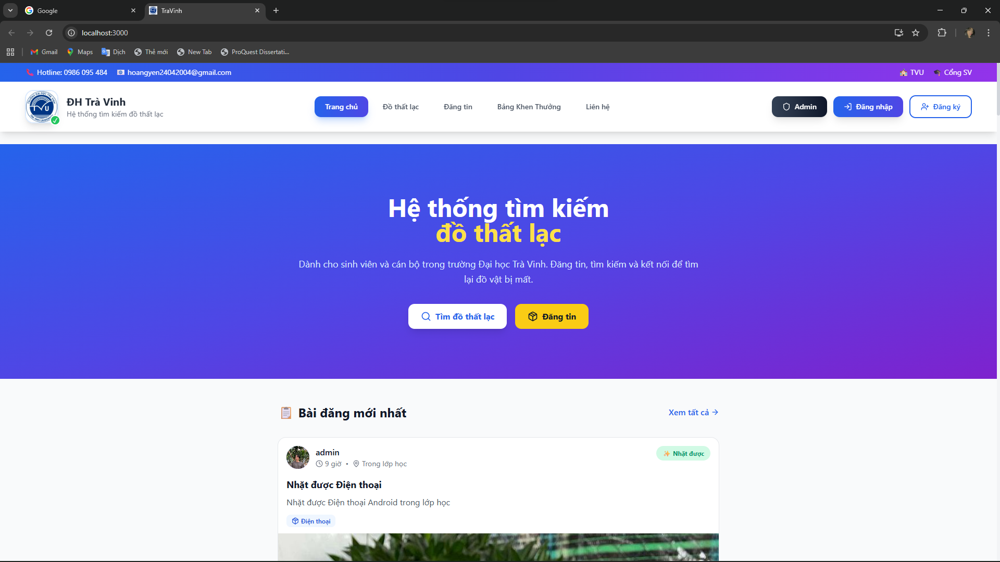 Google
TraVinh
localhost:3000
Gmail
Maps
Dịch
Thẻ mới
New Tab
ProQuest Dissertati...
Hotline: 0986 095 484
hoangyen24042004@gmail.com
TVU
Cổng SV
ĐH Trà Vinh
Hệ thống tìm kiếm đồ thất lạc
Trang chủ
Đồ thất lạc
Đăng tin
Bảng Khen Thưởng
Liên hệ
Admin
Đăng nhập
Đăng ký
Hệ thống tìm kiếm
đồ thất lạc
Dành cho sinh viên và cán bộ trong trường Đại học Trà Vinh. Đăng tin, tìm kiếm và kết nối để tìm
lại đồ vật bị mất.
Tìm đồ thất lạc
Đăng tin
Bài đăng mới nhất
Xem tất cả
admin
9 giờ • Trong lớp học
Nhặt được
Nhặt được Điện thoại
Nhặt được Điện thoại Android trong lớp học
Điện thoại